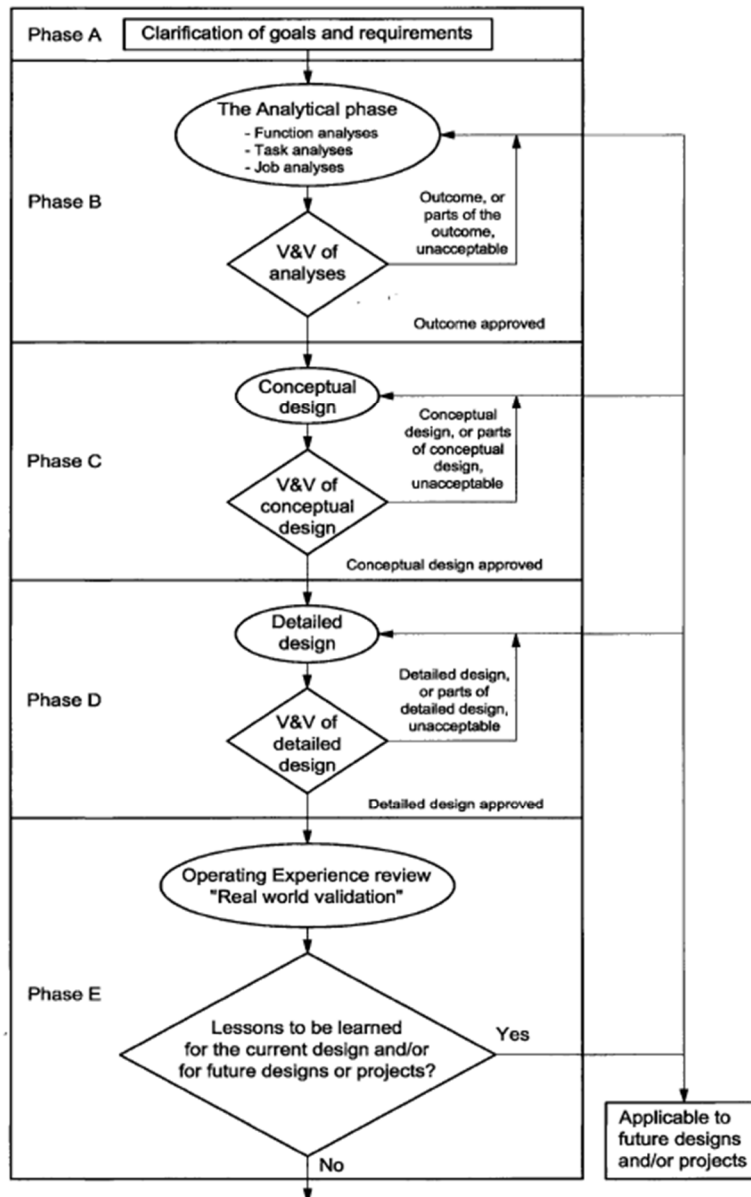 Phase A
Clarification of goals and requirements
Phase B
The Analytical phase
- Function analyses
- Task analyses
- Job analyses
Outcome, or
parts of the
outcome,
unacceptable
V&V of
analyses
Outcome approved
Phase C
Conceptual
design
Conceptual
design, or parts
of conceptual
design,
unacceptable
V&V of
conceptual
design
Conceptual design approved
Phase D
Detailed
design
Detailed design,
or parts of
detailed design,
unacceptable
V&V of
detailed
design
Detailed design approved
Phase E
Operating Experience review
"Real world validation"
Lessons to be learned
for the current design and/or
for future designs or projects?
Yes
No
Applicable to
future designs
and/or projects